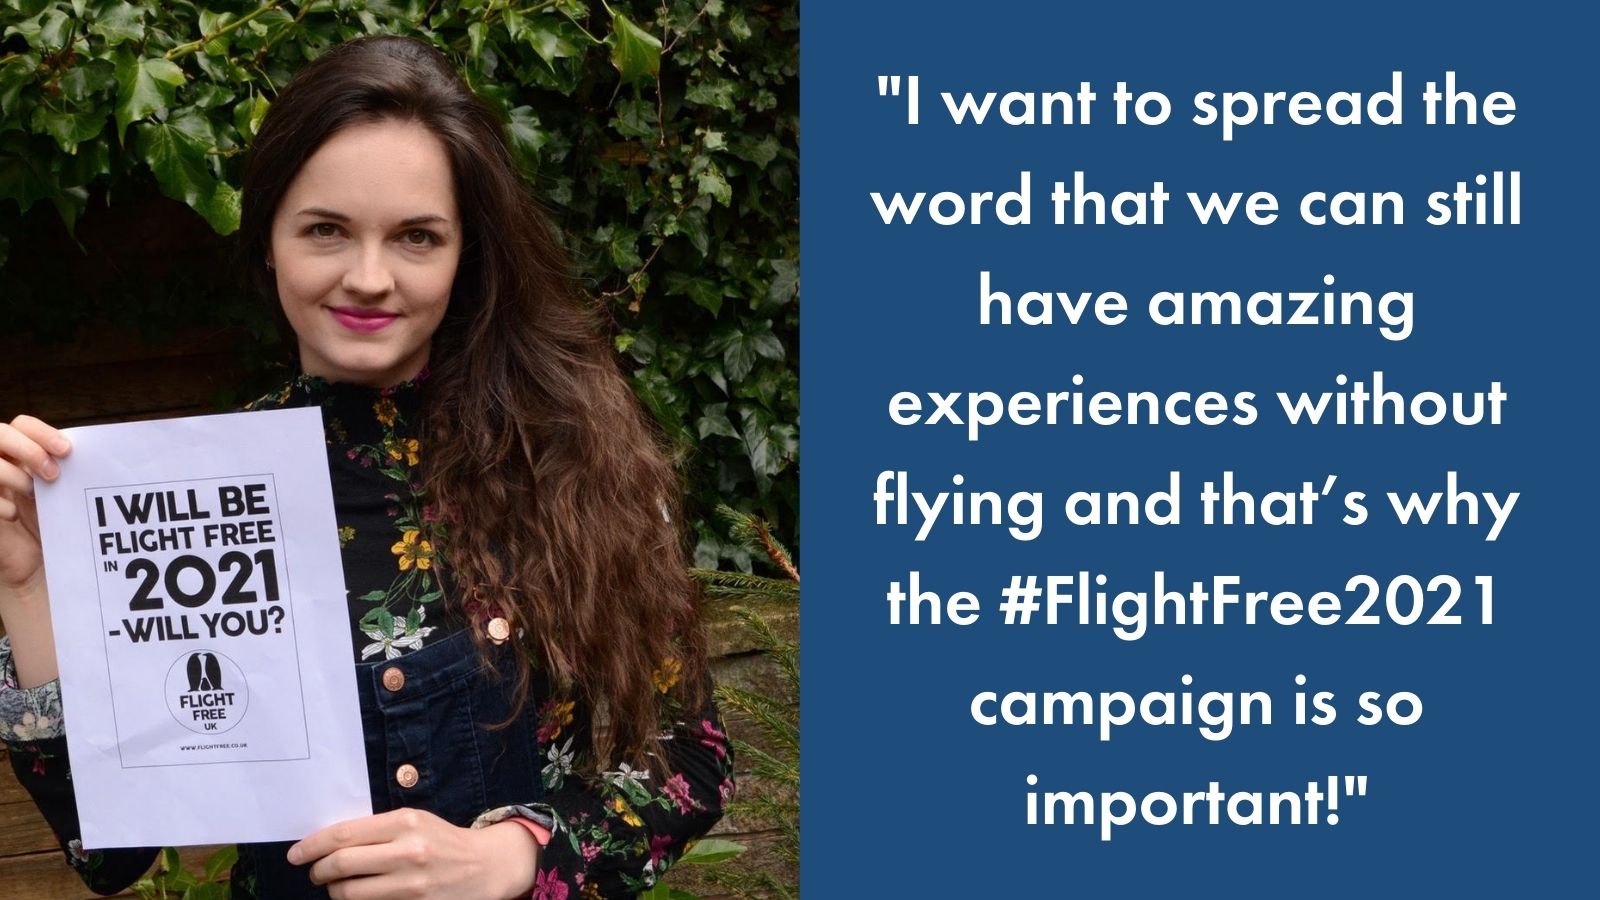 I WILL BE
FLIGHT FREE
IN 2021
-WILL YOU?
FLIGHT
FREE
UK
WWW.FLIGHTFREE.CO.UK
"I want to spread the
word that we can still
have amazing
experiences without
flying and that’s why
the #FlightFree2021
campaign is so
important!"